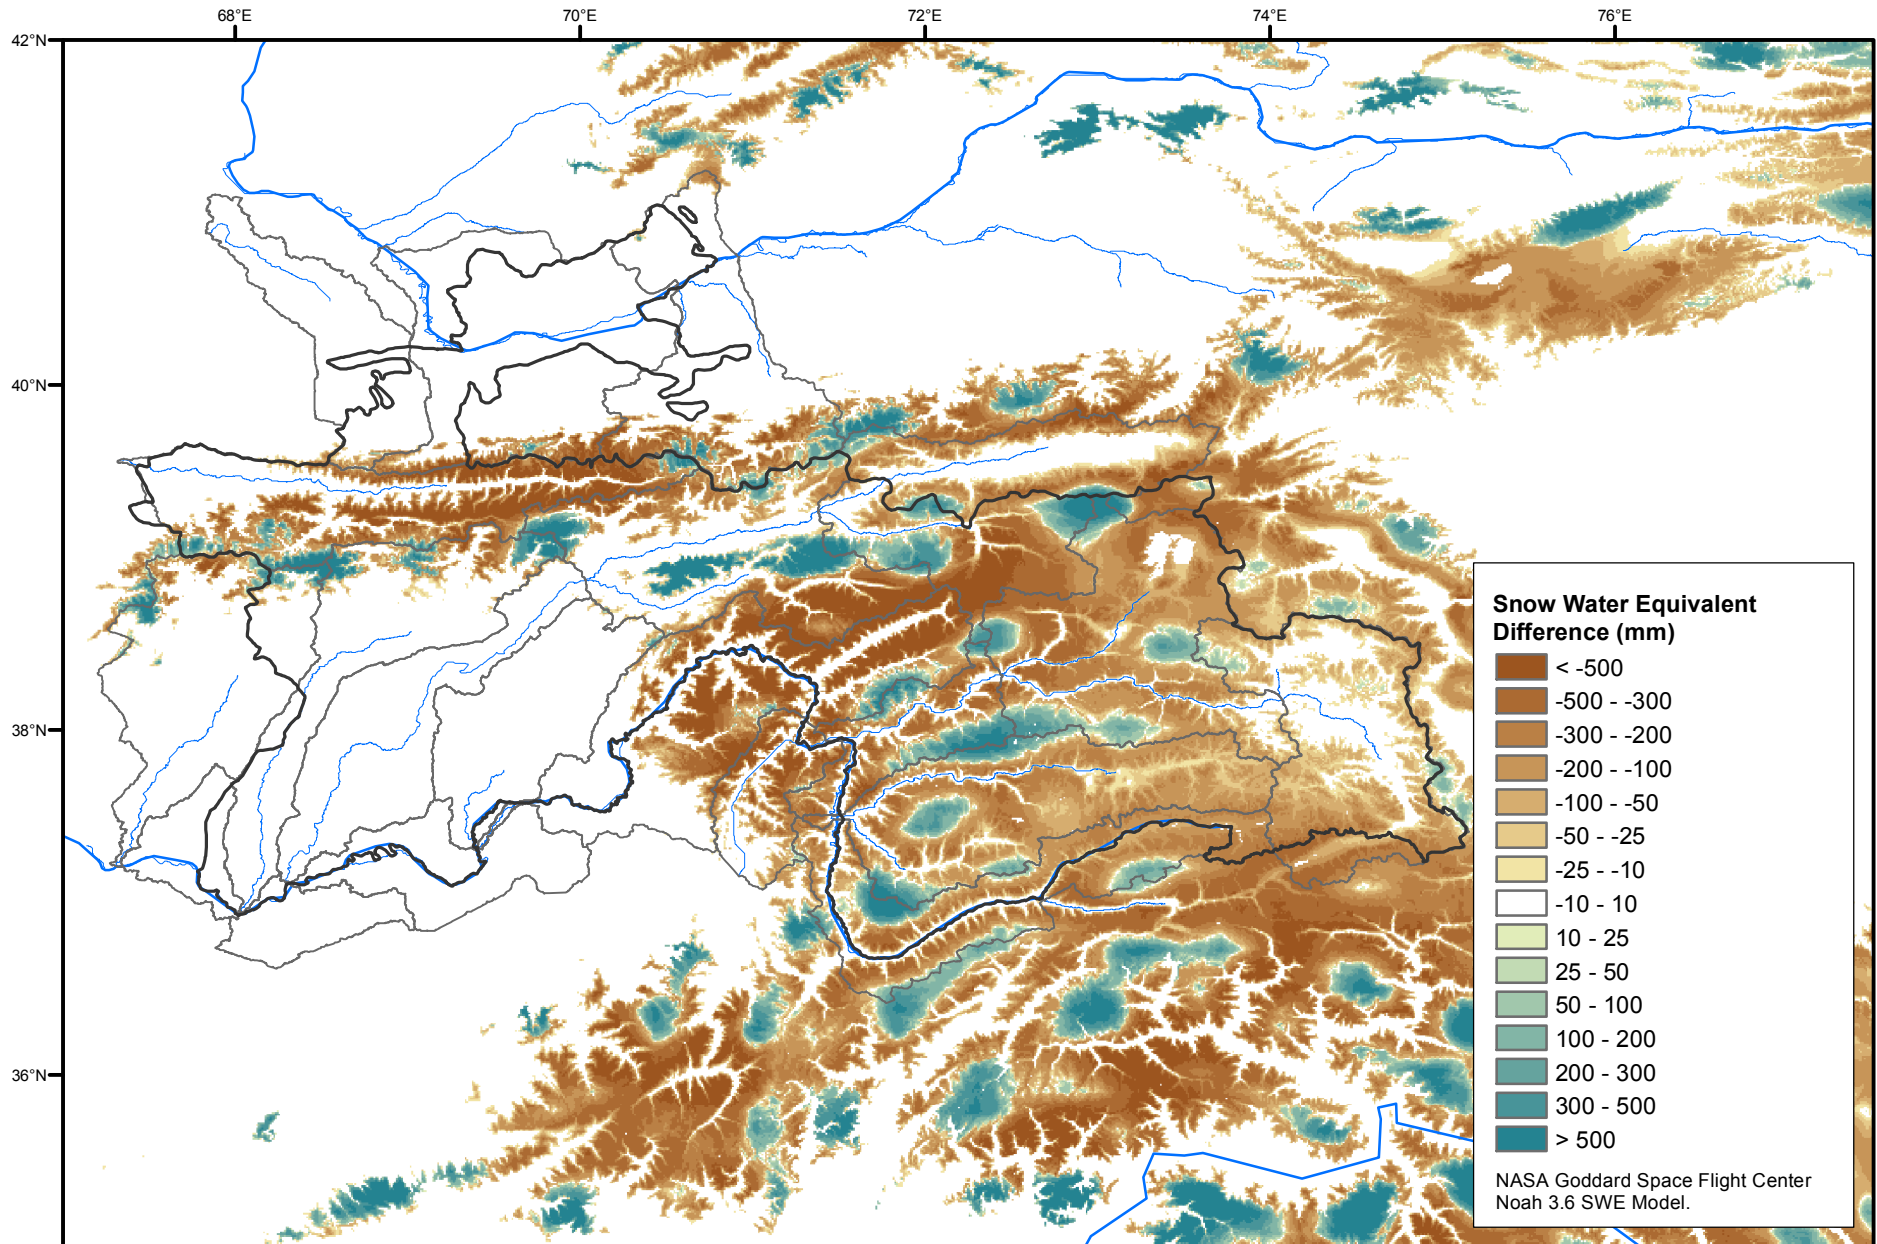 68°E 70°E 72°E 74°E 76°E
42°N
40°N
38°N
36°N
Snow Water Equivalent
Difference (mm)
< -500
-500 - -300
-300 - -200
-200 - -100
-100 - -50
-50 - -25
-25 - -10
-10 - 10
10 - 25
25 - 50
50 - 100
100 - 200
200 - 300
300 - 500
> 500
NASA Goddard Space Flight Center
Noah 3.6 SWE Model.